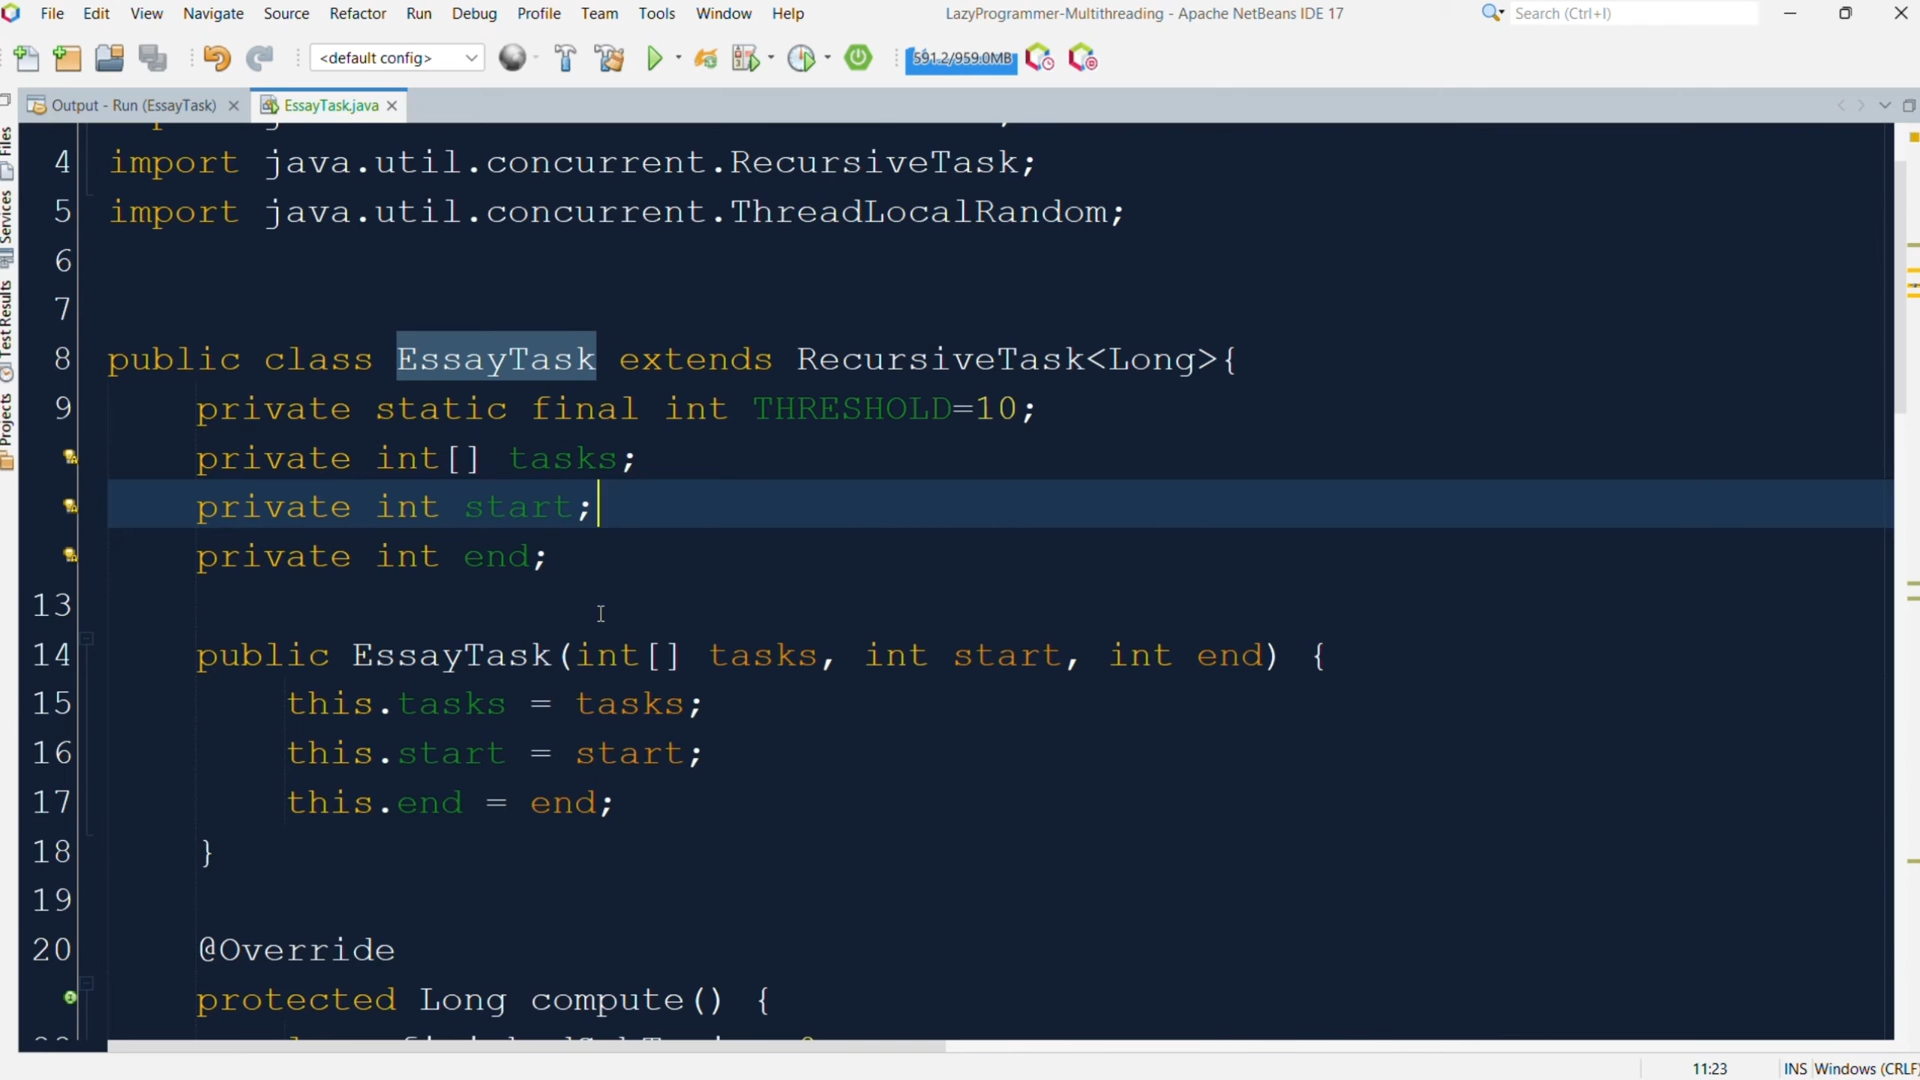 File Edit View Navigate Source Refactor Run Debug Profile Team Tools Window Help LazyProgrammer-Multithreading - Apache NetBeans IDE 17 Search (Ctrl+I)
<default config> 591.2/959.0MB
Output - Run (EssayTask) EssayTask.java
Files
Services
Test Results
Projects
4 import java.util.concurrent.RecursiveTask;
5 import java.util.concurrent.ThreadLocalRandom;
6
7
8 public class EssayTask extends RecursiveTask<Long>{
9 private static final int THRESHOLD=10;
private int[] tasks;
private int start;
private int end;
13
14 public EssayTask(int[] tasks, int start, int end) {
15 this.tasks = tasks;
16 this.start = start;
17 this.end = end;
18 }
19
20 @Override
protected Long compute() {
11:23 INS Windows (CRLF